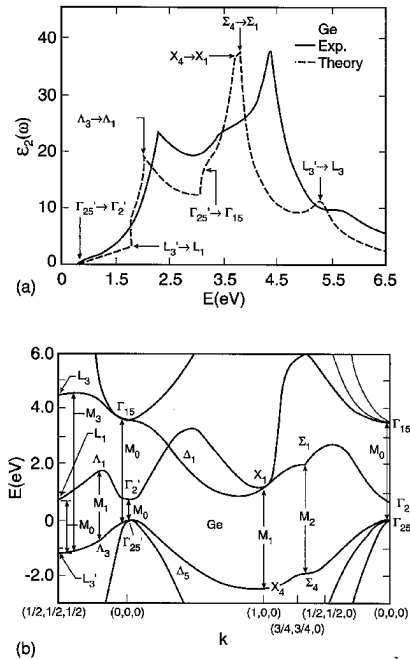 Σ4→Σ1
Ge
Exp.
Theory
X4→X1
Λ3→Λ1
L3'→L3
Γ25'→Γ2'
Γ25'→Γ15
L3'→L1
ε2(ω)
40
30
20
10
0
0
1.5
2.5
3.5
4.5
5.5
6.5
E(eV)
(a)
6.0
4.0
2.0
0
-2.0
E(eV)
L3
M3
Γ15
L1
Λ1
M0
Δ1
Γ2'
X1
Σ1
M0
Γ15
M0
M1
M0
Ge
M1
M2
Γ2
Γ25
Λ3
Γ25'
L3'
Δ5
X4
Σ4
(1/2,1/2,1/2)
(0,0,0)
(1,0,0)
(1/2,1/2,0)
(0,0,0)
(3/4,3/4,0)
k
(b)